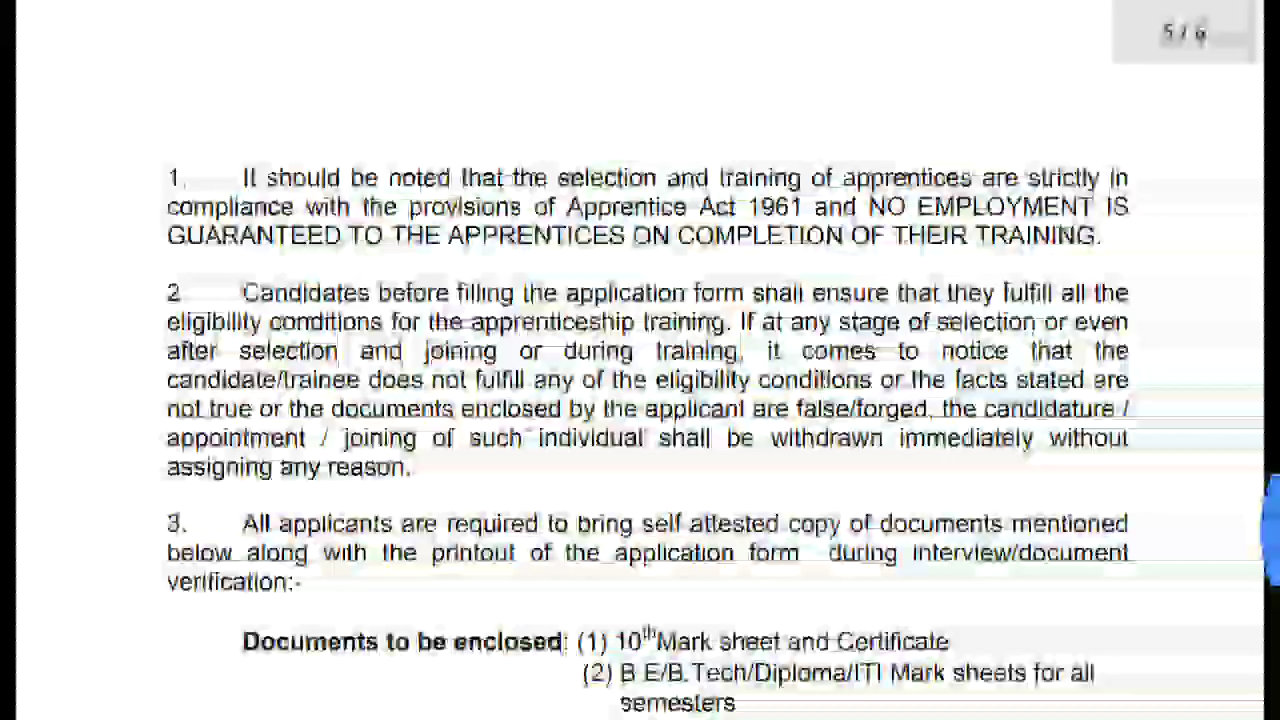 5 / 6
1. It should be noted that the selection and training of apprentices are strictly in
compliance with the provisions of Apprentice Act 1961 and NO EMPLOYMENT IS
GUARANTEED TO THE APPRENTICES ON COMPLETION OF THEIR TRAINING.
2 Candidates before filling the application form shall ensure that they fulfill all the
eligibility conditions for the apprenticeship training. If at any stage of selection or even
after selection and joining or during training, it comes to notice that the
candidate/trainee does not fulfill any of the eligibility conditions or the facts stated are
not true or the documents enclosed by the applicant are false/forged, the candidature /
appointment / joining of such individual shall be withdrawn immediately without
assigning any reason.
3. All applicants are required to bring self attested copy of documents mentioned
below along with the printout of the application form during interview/document
verification:-
Documents to be enclosed: (1) 10th Mark sheet and Certificate
(2) B E/B.Tech/Diploma/ITI Mark sheets for all
semesters